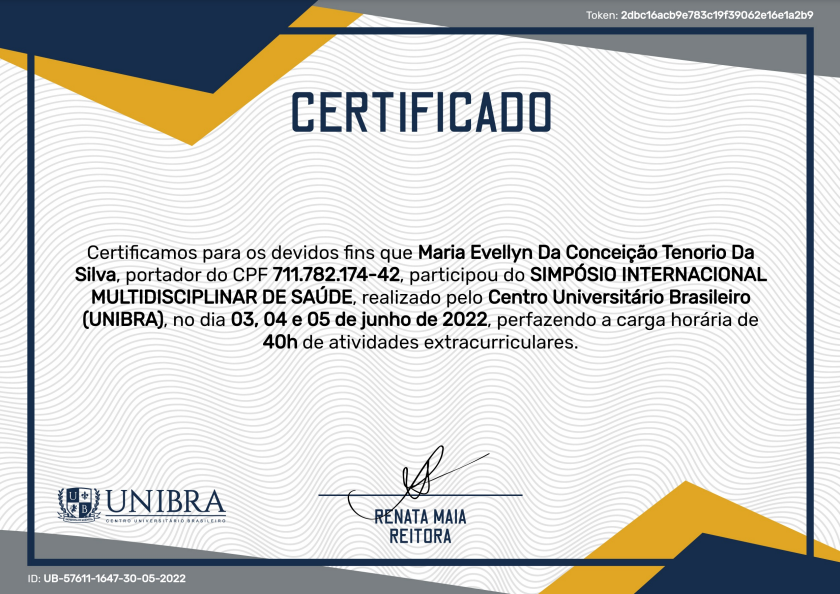 Token: 2dbc16acb9e783c19f39062e16e1a2b9
CERTIFICADO
Certificamos para os devidos fins que Maria Evellyn Da Conceição Tenorio Da
Silva, portador do CPF 711.782.174-42, participou do SIMPÓSIO INTERNACIONAL
MULTIDISCIPLINAR DE SAÚDE, realizado pelo Centro Universitário Brasileiro
(UNIBRA), no dia 03, 04 e 05 de junho de 2022, perfazendo a carga horária de
40h de atividades extracurriculares.
UNIBRA
CENTRO UNIVERSITÁRIO BRASILEIRO
RENATA MAIA
REITORA
ID: UB-57611-1647-30-05-2022